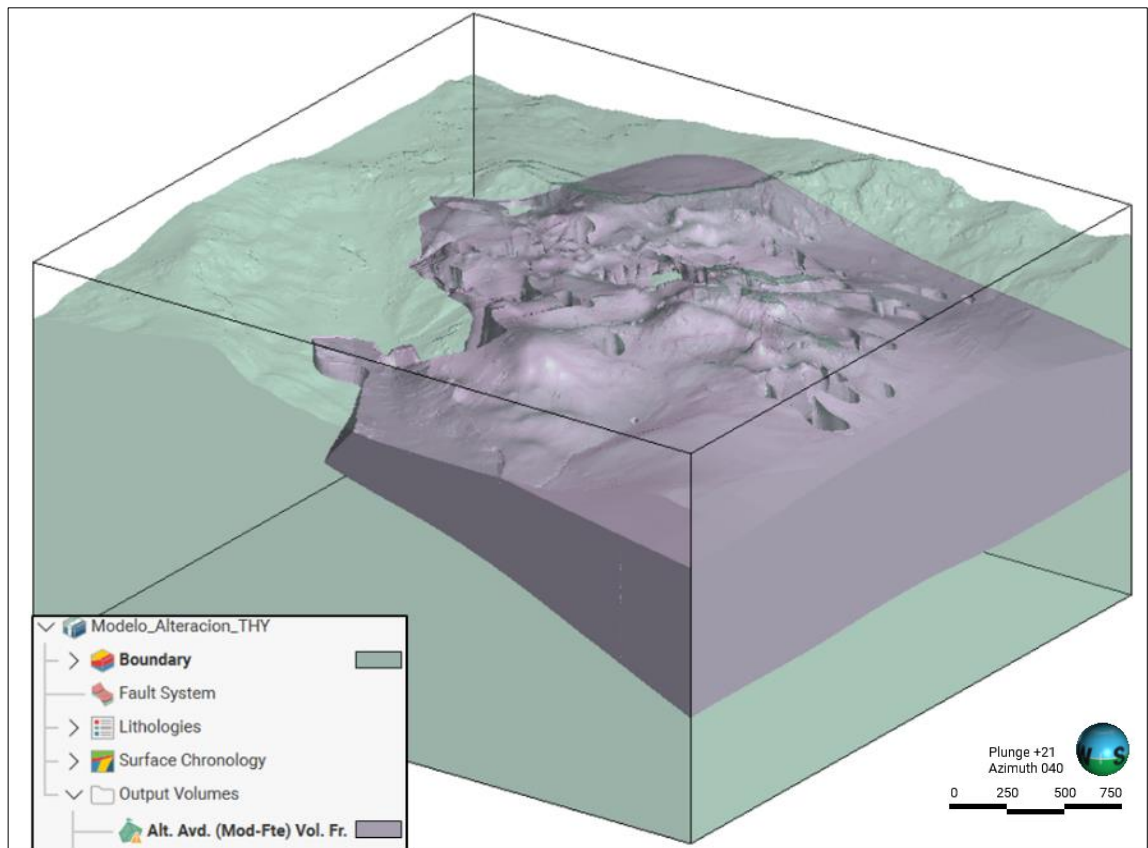 Modelo_Alteracion_THY
Boundary
Fault System
Lithologies
Surface Chronology
Output Volumes
Alt. Avd. (Mod-Fte) Vol. Fr.
Plunge +21
Azimuth 040
W S
0 250 500 750